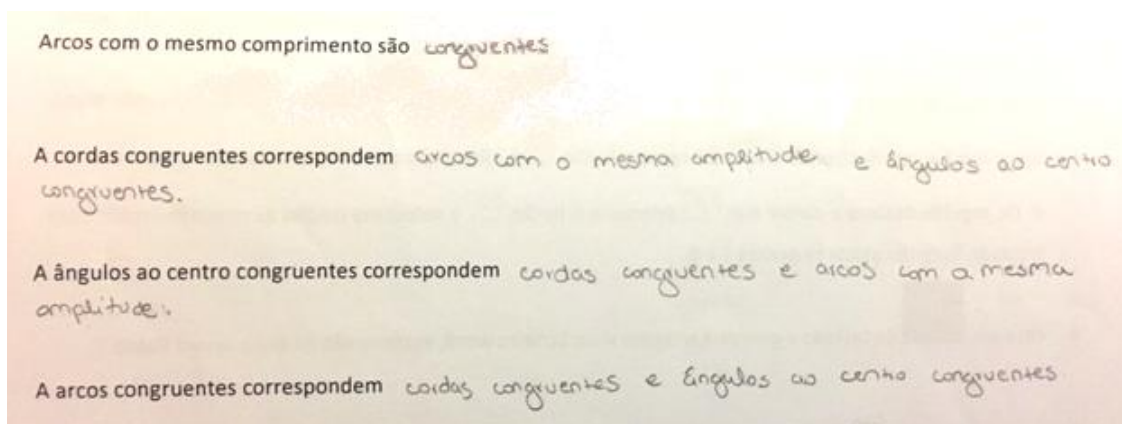 Arcos com o mesmo comprimento são congruentes
A cordas congruentes correspondem arcos com o mesma amplitude e ângulos ao centro
congruentes.
A ângulos ao centro congruentes correspondem cordas congruentes e arcos com a mesma
amplitude.
A arcos congruentes correspondem cordas congruentes e ângulos ao centro congruentes